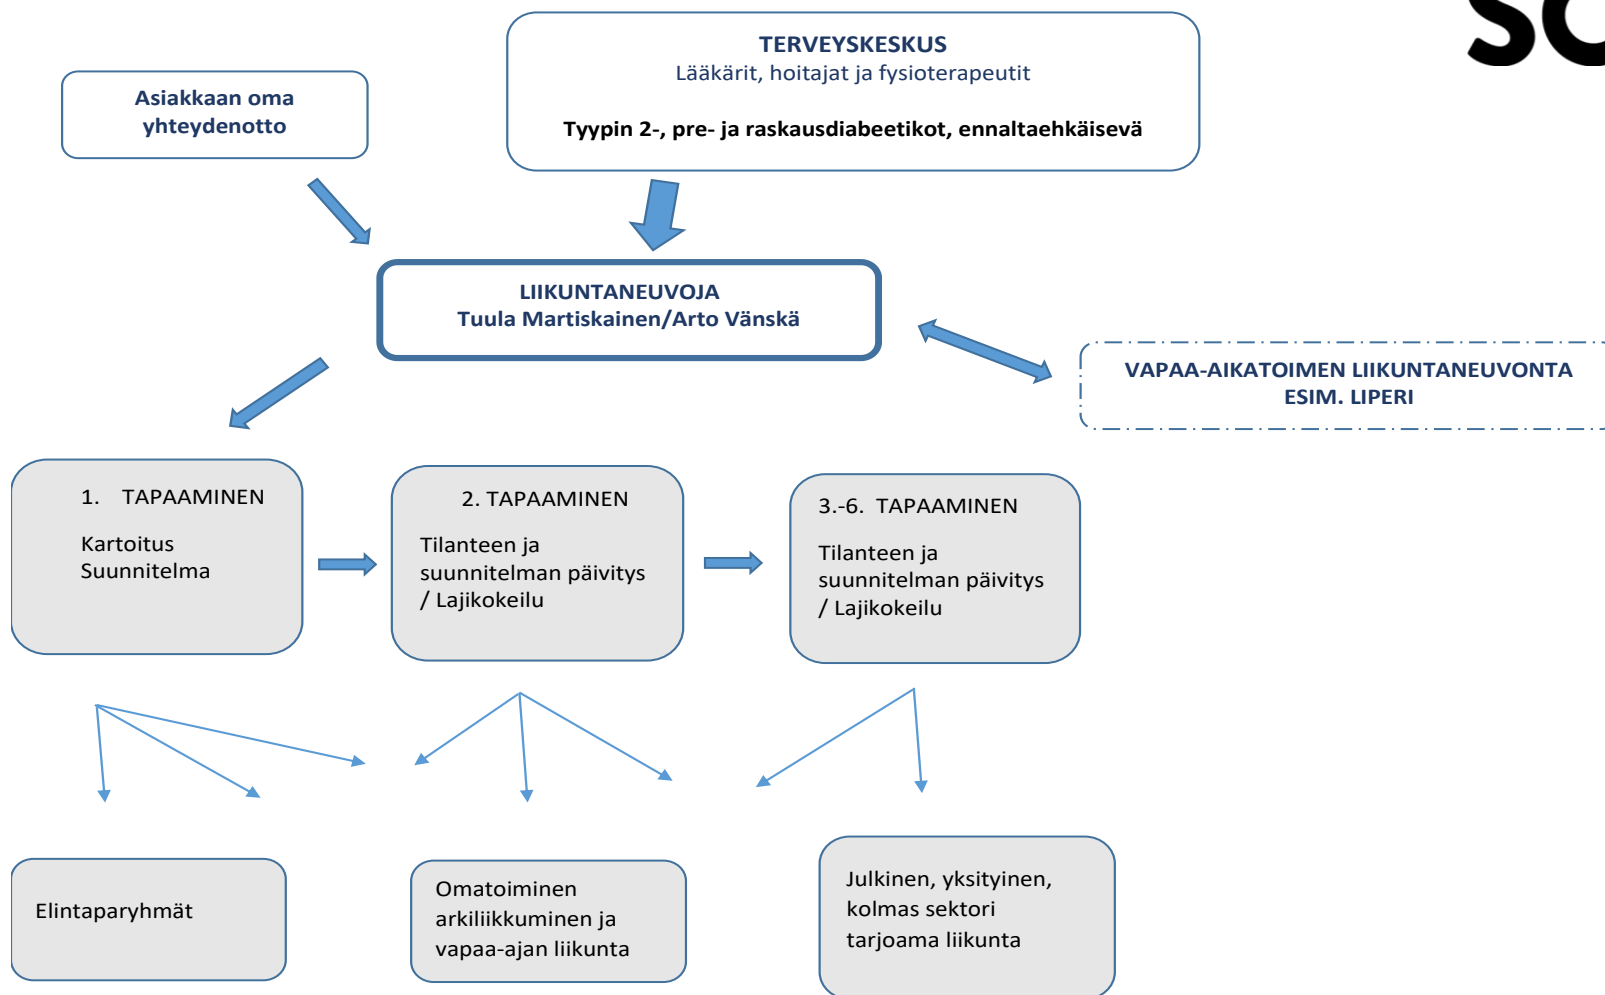 SC
TERVEYSKESKUS
Lääkärit, hoitajat ja fysioterapeutit
Tyypin 2-, pre- ja raskausdiabeetikot, ennaltaehkäisevä
Asiakkaan oma
yhteydenotto
LIIKUNTANEUVOJA
Tuula Martiskainen/Arto Vänskä
VAPAA-AIKATOIMEN LIIKUNTANEUVONTA
ESIM. LIPERI
1. TAPAAMINEN
Kartoitus
Suunnitelma
2. TAPAAMINEN
Tilanteen ja
suunnitelman päivitys
/ Lajikokeilu
3.-6. TAPAAMINEN
Tilanteen ja
suunnitelman päivitys
/ Lajikokeilu
Elintaparyhmät
Omatoiminen
arkiliikkuminen ja
vapaa-ajan liikunta
Julkinen, yksityinen,
kolmas sektori
tarjoama liikunta